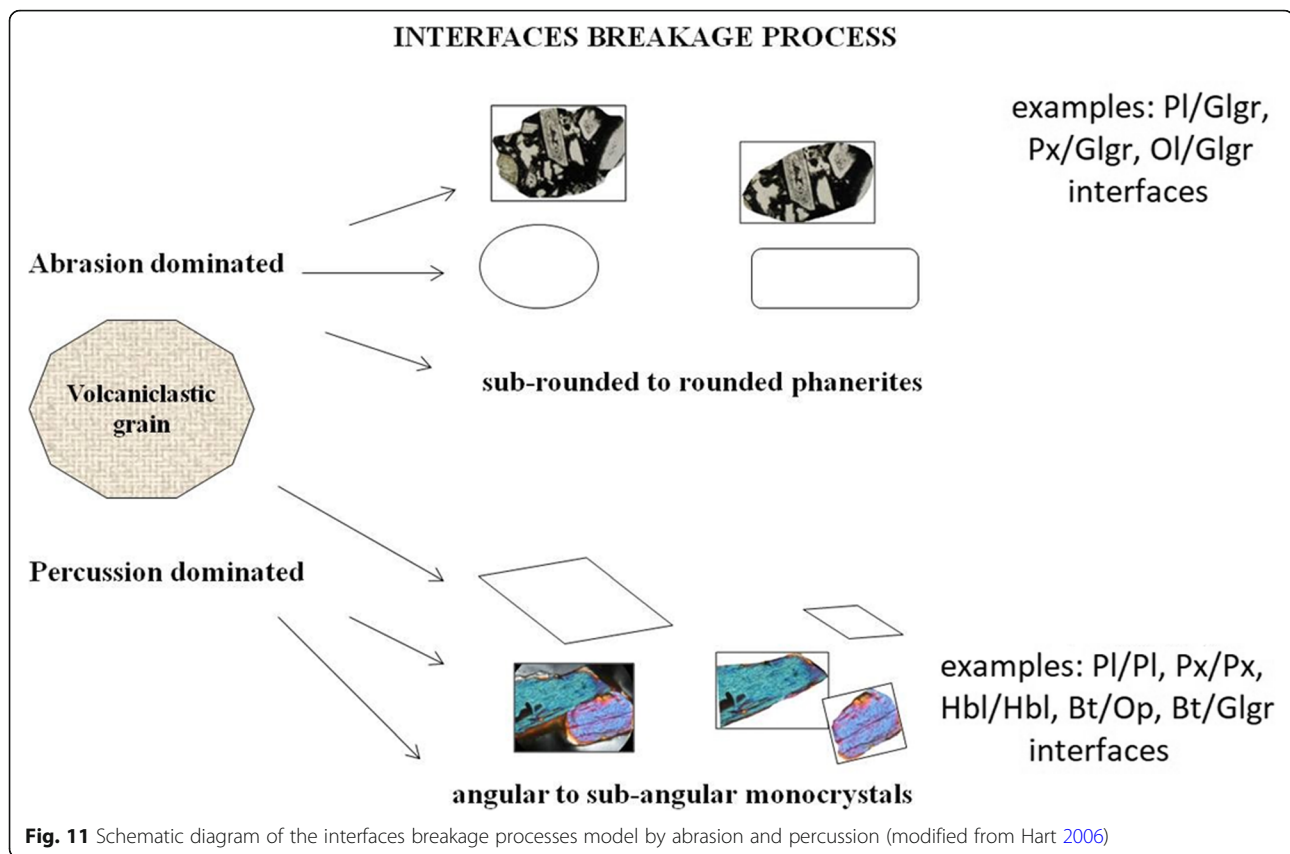 INTERFACES BREAKAGE PROCESS
examples: Pl/Glgr,
Px/Glgr, Ol/Glgr
interfaces
Abrasion dominated
sub-rounded to rounded phanerites
Volcaniclastic
grain
Percussion dominated
examples: Pl/Pl, Px/Px,
Hbl/Hbl, Bt/Op, Bt/Glgr
interfaces
angular to sub-angular monocrystals
Fig. 11 Schematic diagram of the interfaces breakage processes model by abrasion and percussion (modified from Hart 2006)